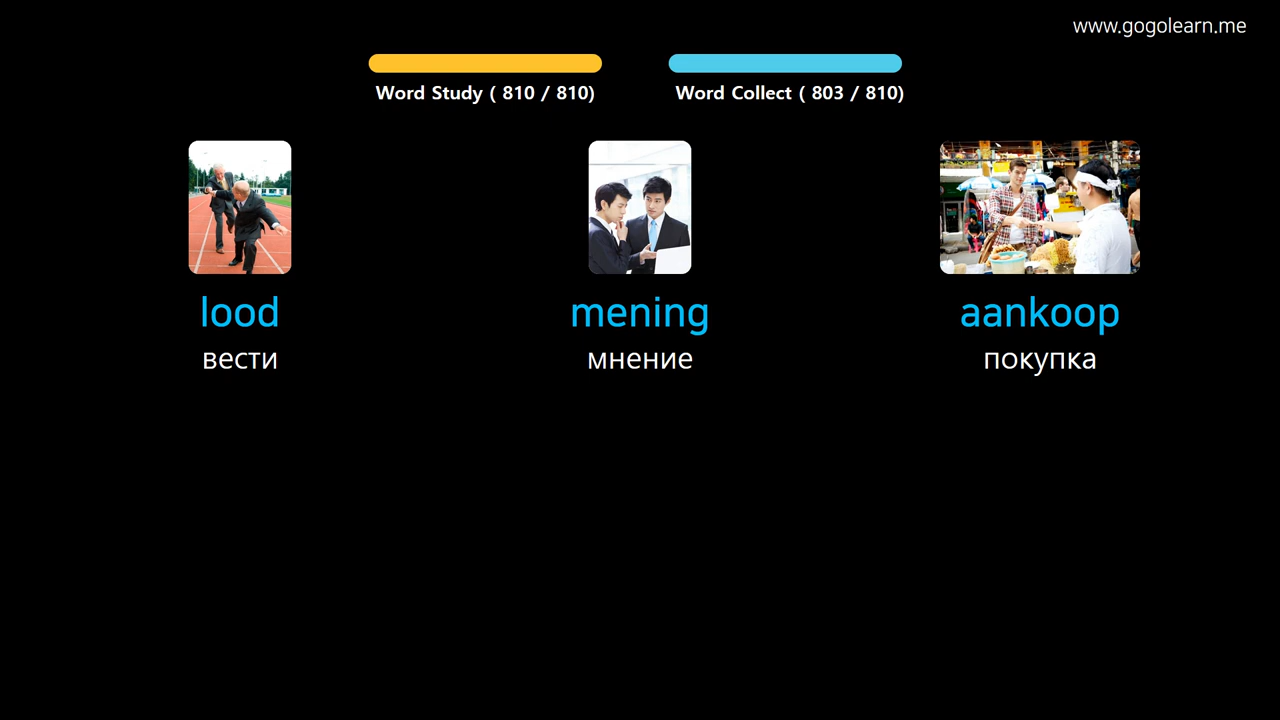 www.gogolearn.me
Word Study ( 810 / 810)
Word Collect ( 803 / 810)
lood
mening
aankoop
вести
мнение
покупка